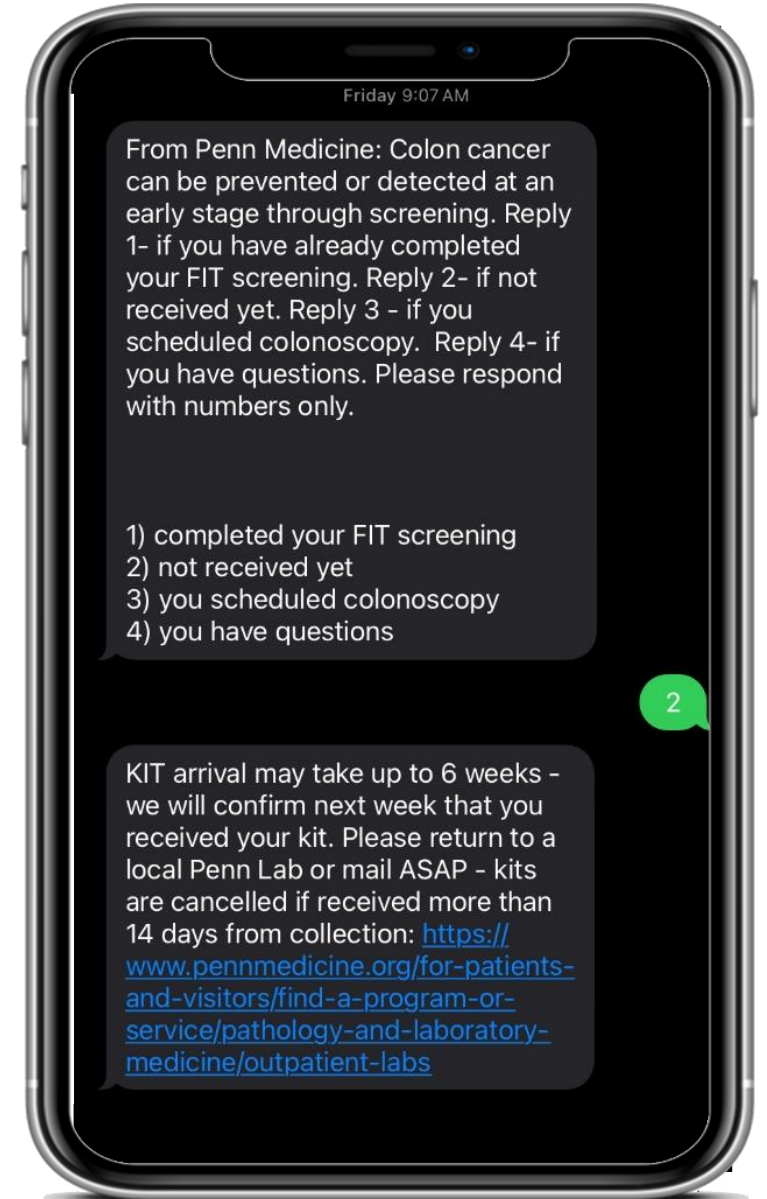 Friday 9:07 AM
From Penn Medicine: Colon cancer
can be prevented or detected at an
early stage through screening. Reply
1- if you have already completed
your FIT screening. Reply 2- if not
received yet. Reply 3 - if you
scheduled colonoscopy.  Reply 4- if
you have questions. Please respond
with numbers only.
1) completed your FIT screening
2) not received yet
3) you scheduled colonoscopy
4) you have questions
2
KIT arrival may take up to 6 weeks -
we will confirm next week that you
received your kit. Please return to a
local Penn Lab or mail ASAP - kits
are cancelled if received more than
14 days from collection: https://
www.pennmedicine.org/for-patients-
and-visitors/find-a-program-or-
service/pathology-and-laboratory-
medicine/outpatient-labs